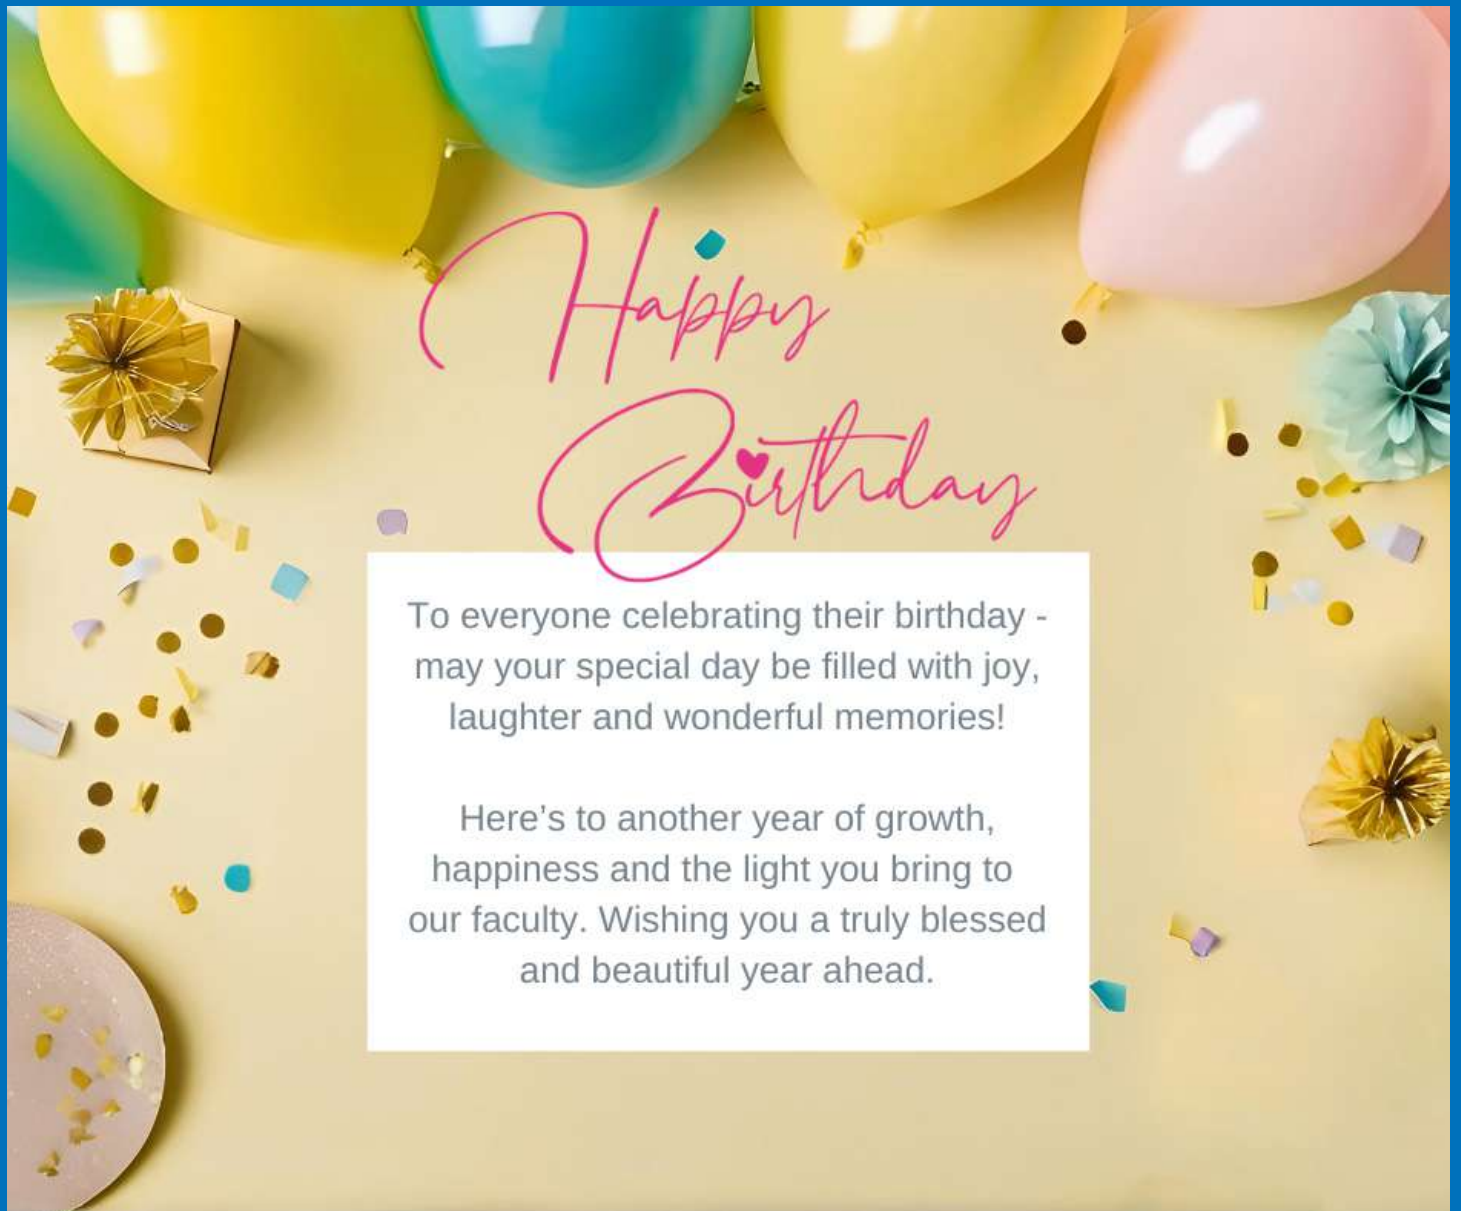 Happy
Birthday
To everyone celebrating their birthday -
may your special day be filled with joy,
laughter and wonderful memories!
Here’s to another year of growth,
happiness and the light you bring to
our faculty. Wishing you a truly blessed
and beautiful year ahead.